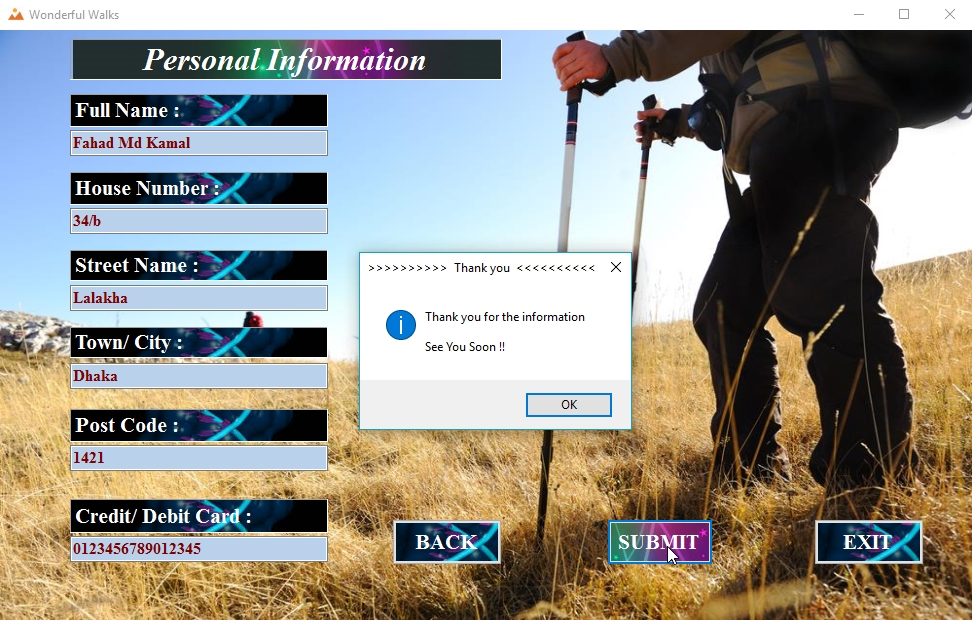 Wonderful Walks
Personal Information
Full Name :
Fahad Md Kamal
House Number :
34/b
Street Name :
Lalakha
Town/ City :
Dhaka
Post Code :
1421
Credit/ Debit Card :
0123456789012345
>>>>>>>>>> Thank you <<<<<<<<<<
Thank you for the information
See You Soon !!
OK
BACK
SUBMIT
EXIT